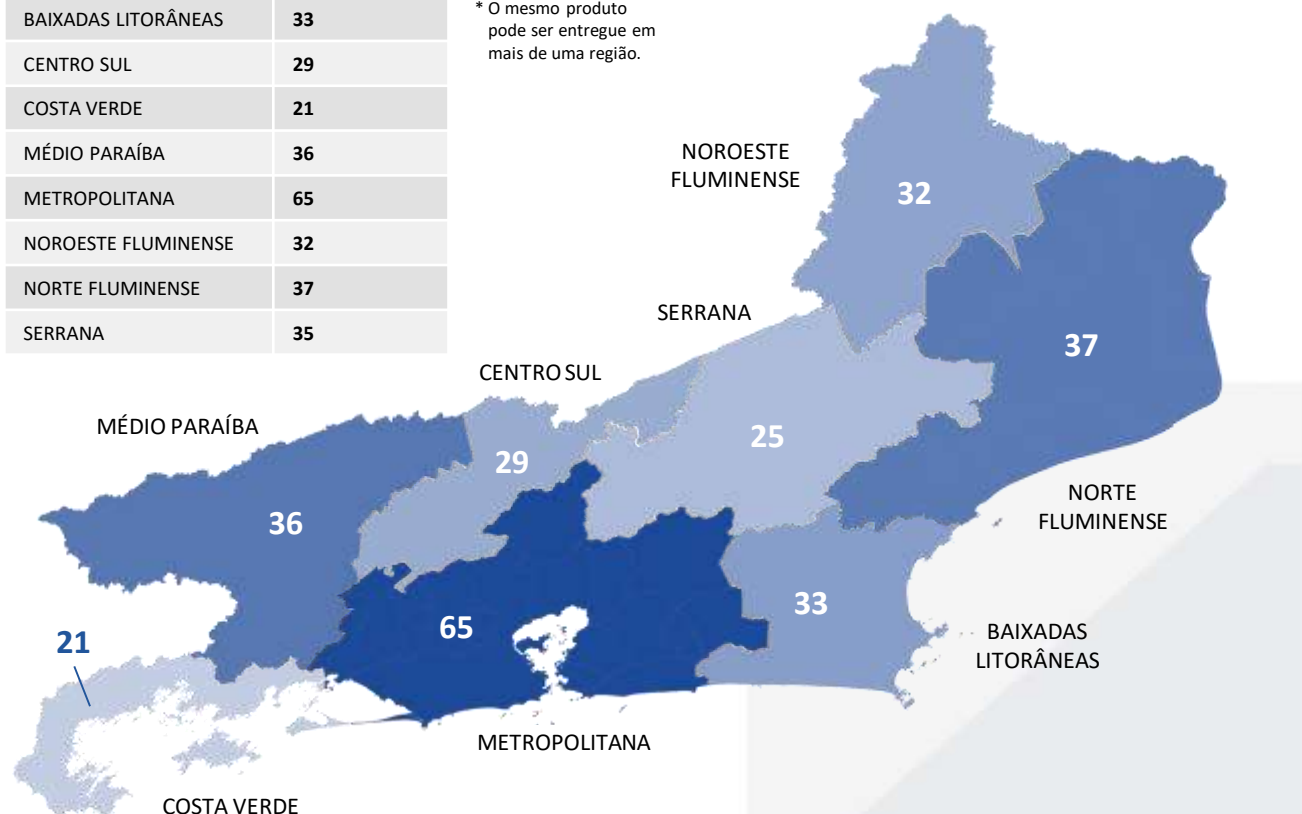 BAIXADAS LITORÂNEAS 33
CENTRO SUL 29
COSTA VERDE 21
MÉDIO PARAÍBA 36
METROPOLITANA 65
NOROESTE FLUMINENSE 32
NORTE FLUMINENSE 37
SERRANA 35
* O mesmo produto
pode ser entregue em
mais de uma região.
NOROESTE
FLUMINENSE
32
SERRANA
37
CENTRO SUL
MÉDIO PARAÍBA
25
29
36
NORTE
FLUMINENSE
33
65
21
BAIXADAS
LITORÂNEAS
METROPOLITANA
COSTA VERDE